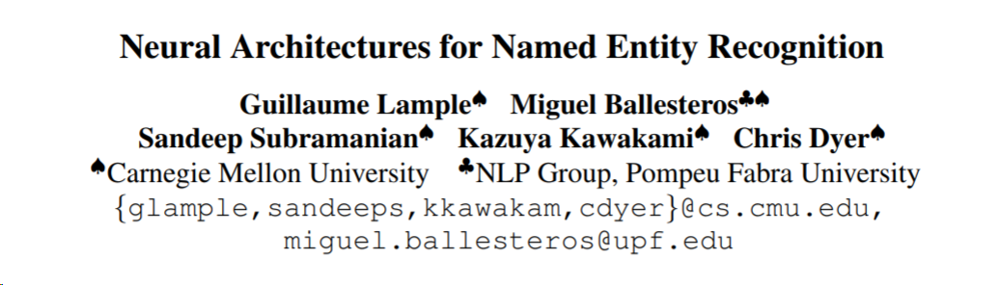 Neural Architectures for Named Entity Recognition
Guillaume Lample♠ Miguel Ballesteros♣♠
Sandeep Subramanian♠ Kazuya Kawakami♠ Chris Dyer♠
♠Carnegie Mellon University ♣NLP Group, Pompeu Fabra University
{glample,sandeeps,kkawakam,cdyer}@cs.cmu.edu,
miguel.ballesteros@upf.edu